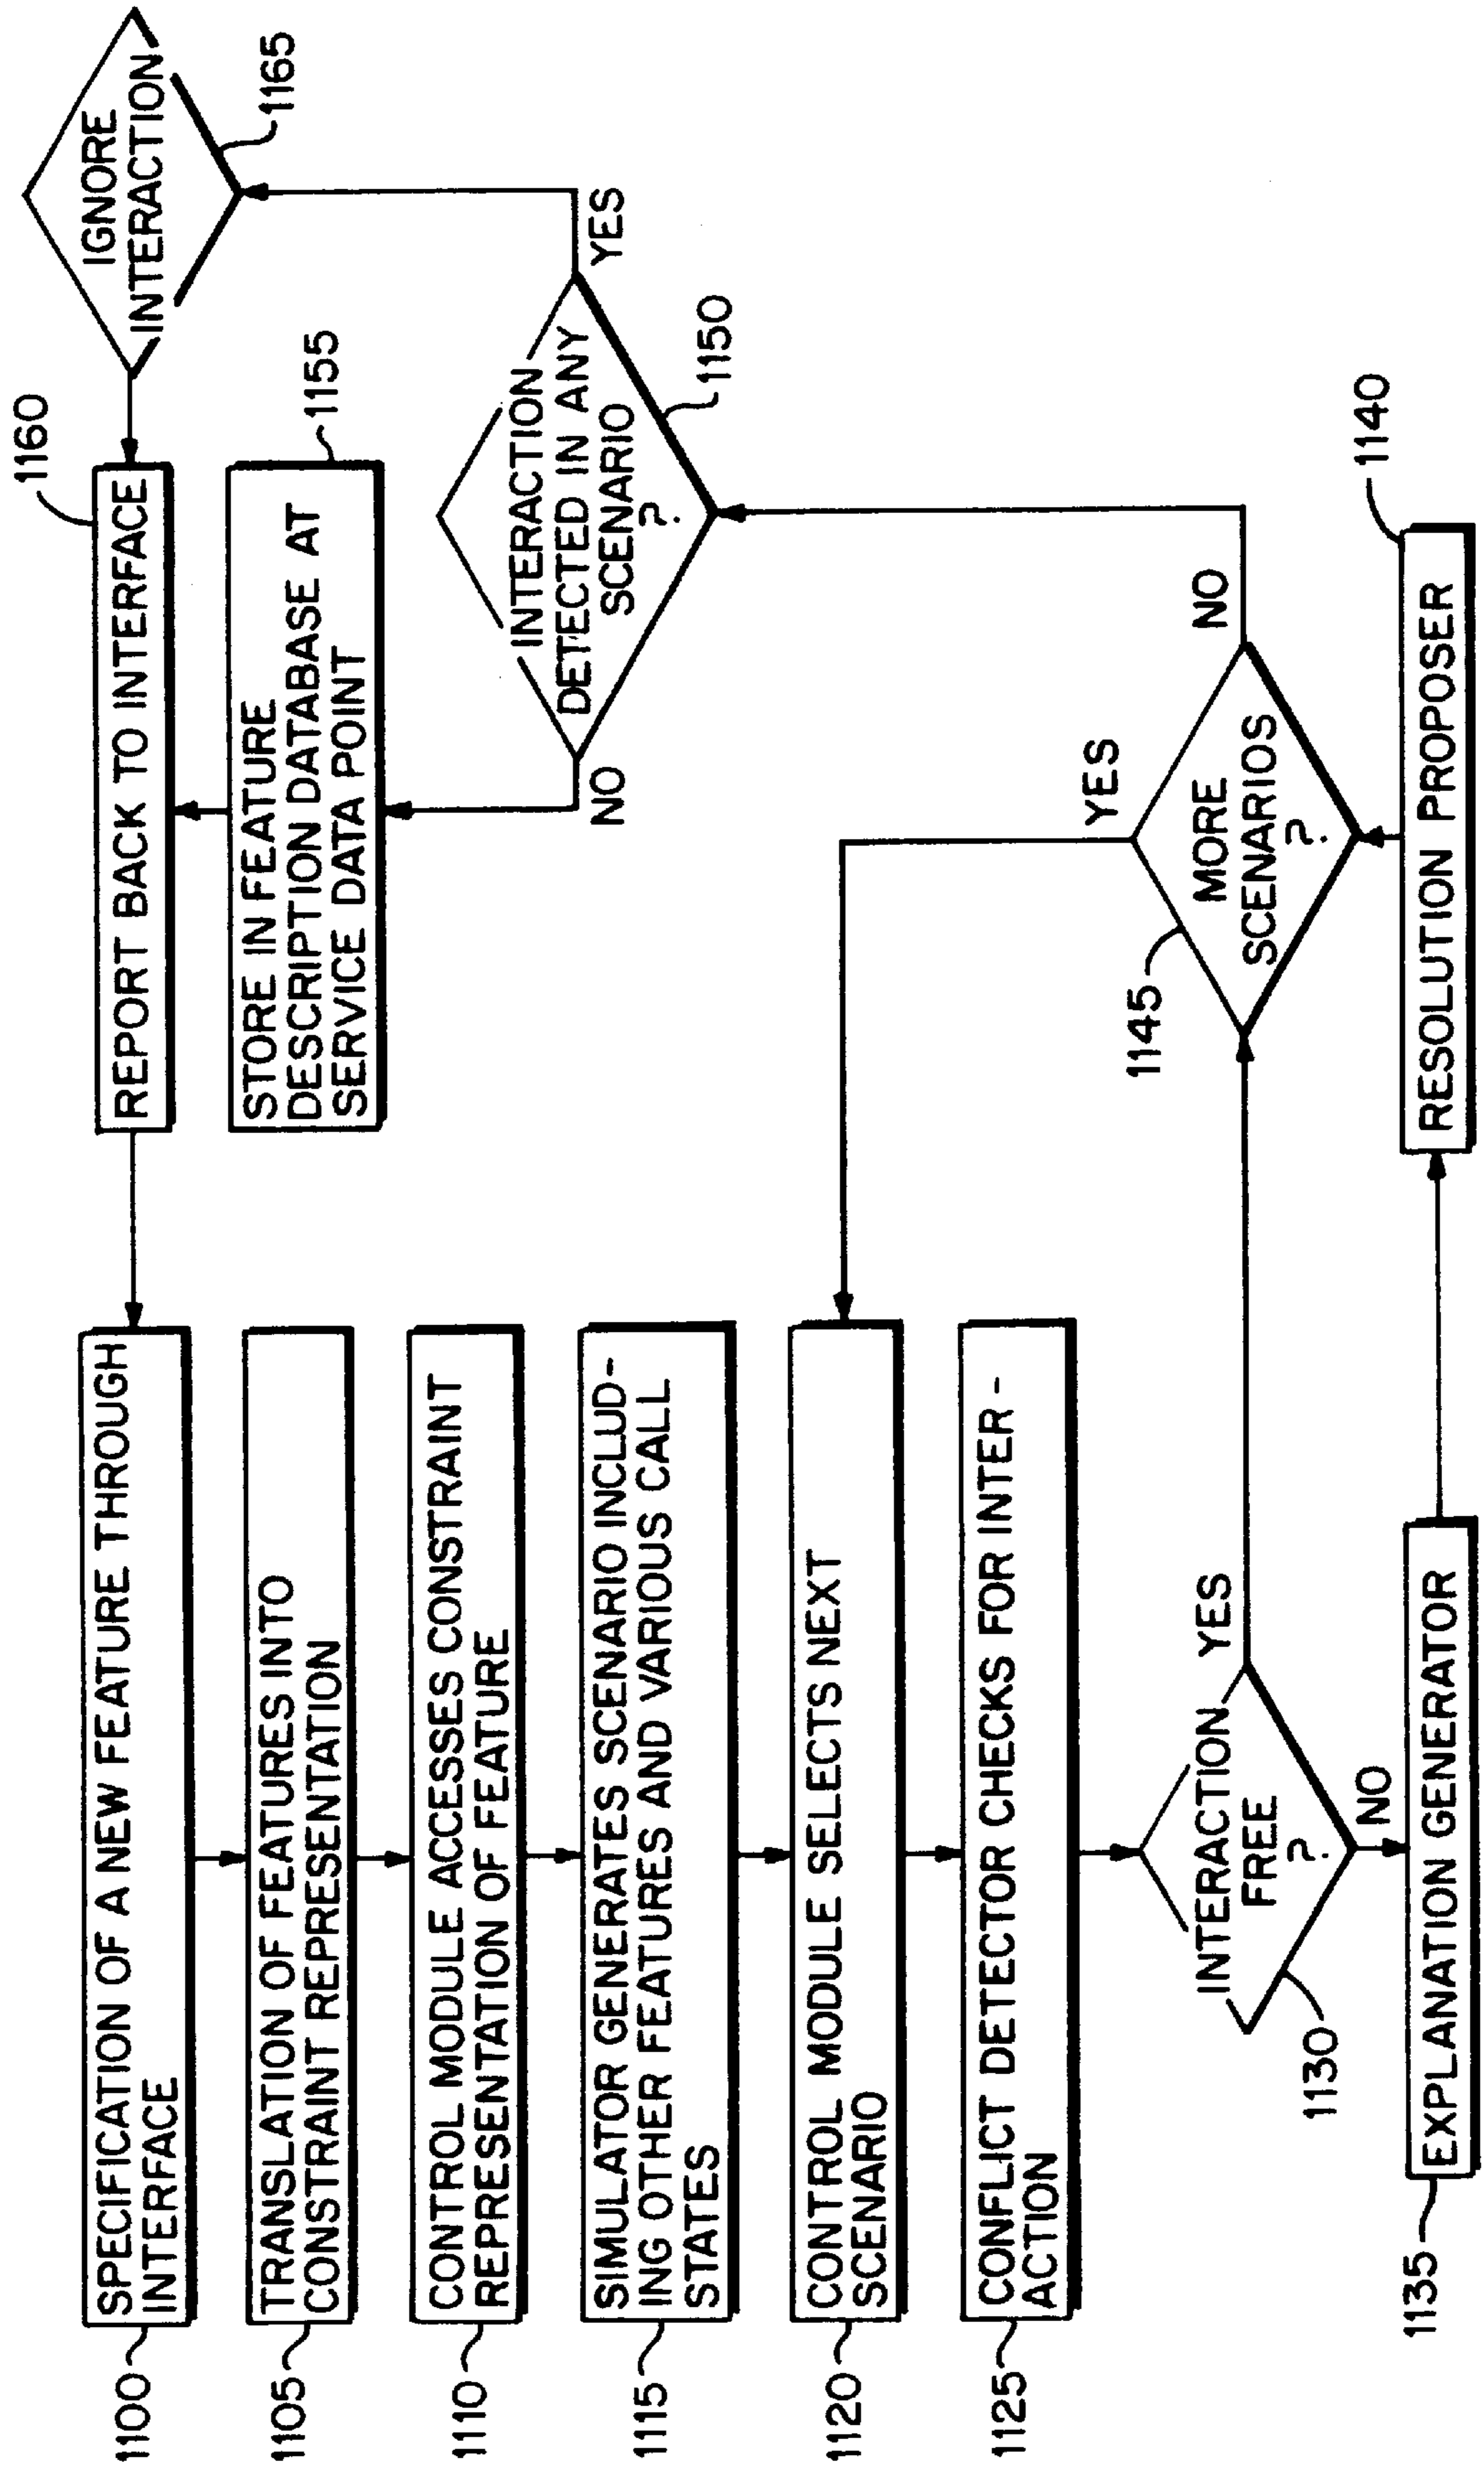 1100
SPECIFICATION OF A NEW FEATURE THROUGH
INTERFACE
1105
TRANSLATION OF FEATURES INTO
CONSTRAINT REPRESENTATION
1110
CONTROL MODULE ACCESSES CONSTRAINT
REPRESENTATION OF FEATURE
1115
SIMULATOR GENERATES SCENARIO INCLUD-
ING OTHER FEATURES AND VARIOUS CALL
STATES
1120
CONTROL MODULE SELECTS NEXT
SCENARIO
1125
CONFLICT DETECTOR CHECKS FOR INTER-
ACTION
INTERACTION
FREE
?
1130
YES
NO
1135
EXPLANATION GENERATOR
1140
RESOLUTION PROPOSER
1145
MORE
SCENARIOS
?
YES
NO
INTERACTION
DETECTED IN ANY
SCENARIO
?
1150
NO
YES
1155
STORE IN FEATURE
DESCRIPTION DATABASE AT
SERVICE DATA POINT
1160
REPORT BACK TO INTERFACE
IGNORE
INTERACTION
1165